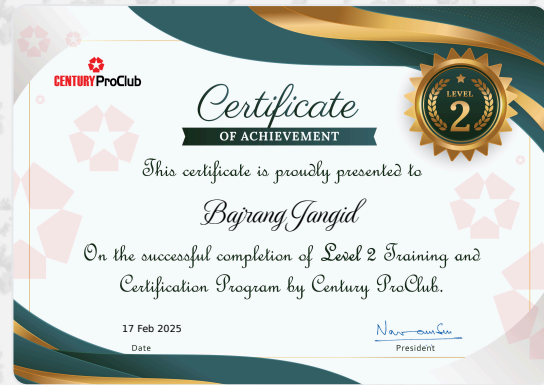 CENTURY ProClub
LEVEL
2
Certificate
OF ACHIEVEMENT
This certificate is proudly presented to
Bajrang Jangid
On the successful completion of Level 2 Training and
Certification Program by Century ProClub.
17 Feb 2025
Date
President